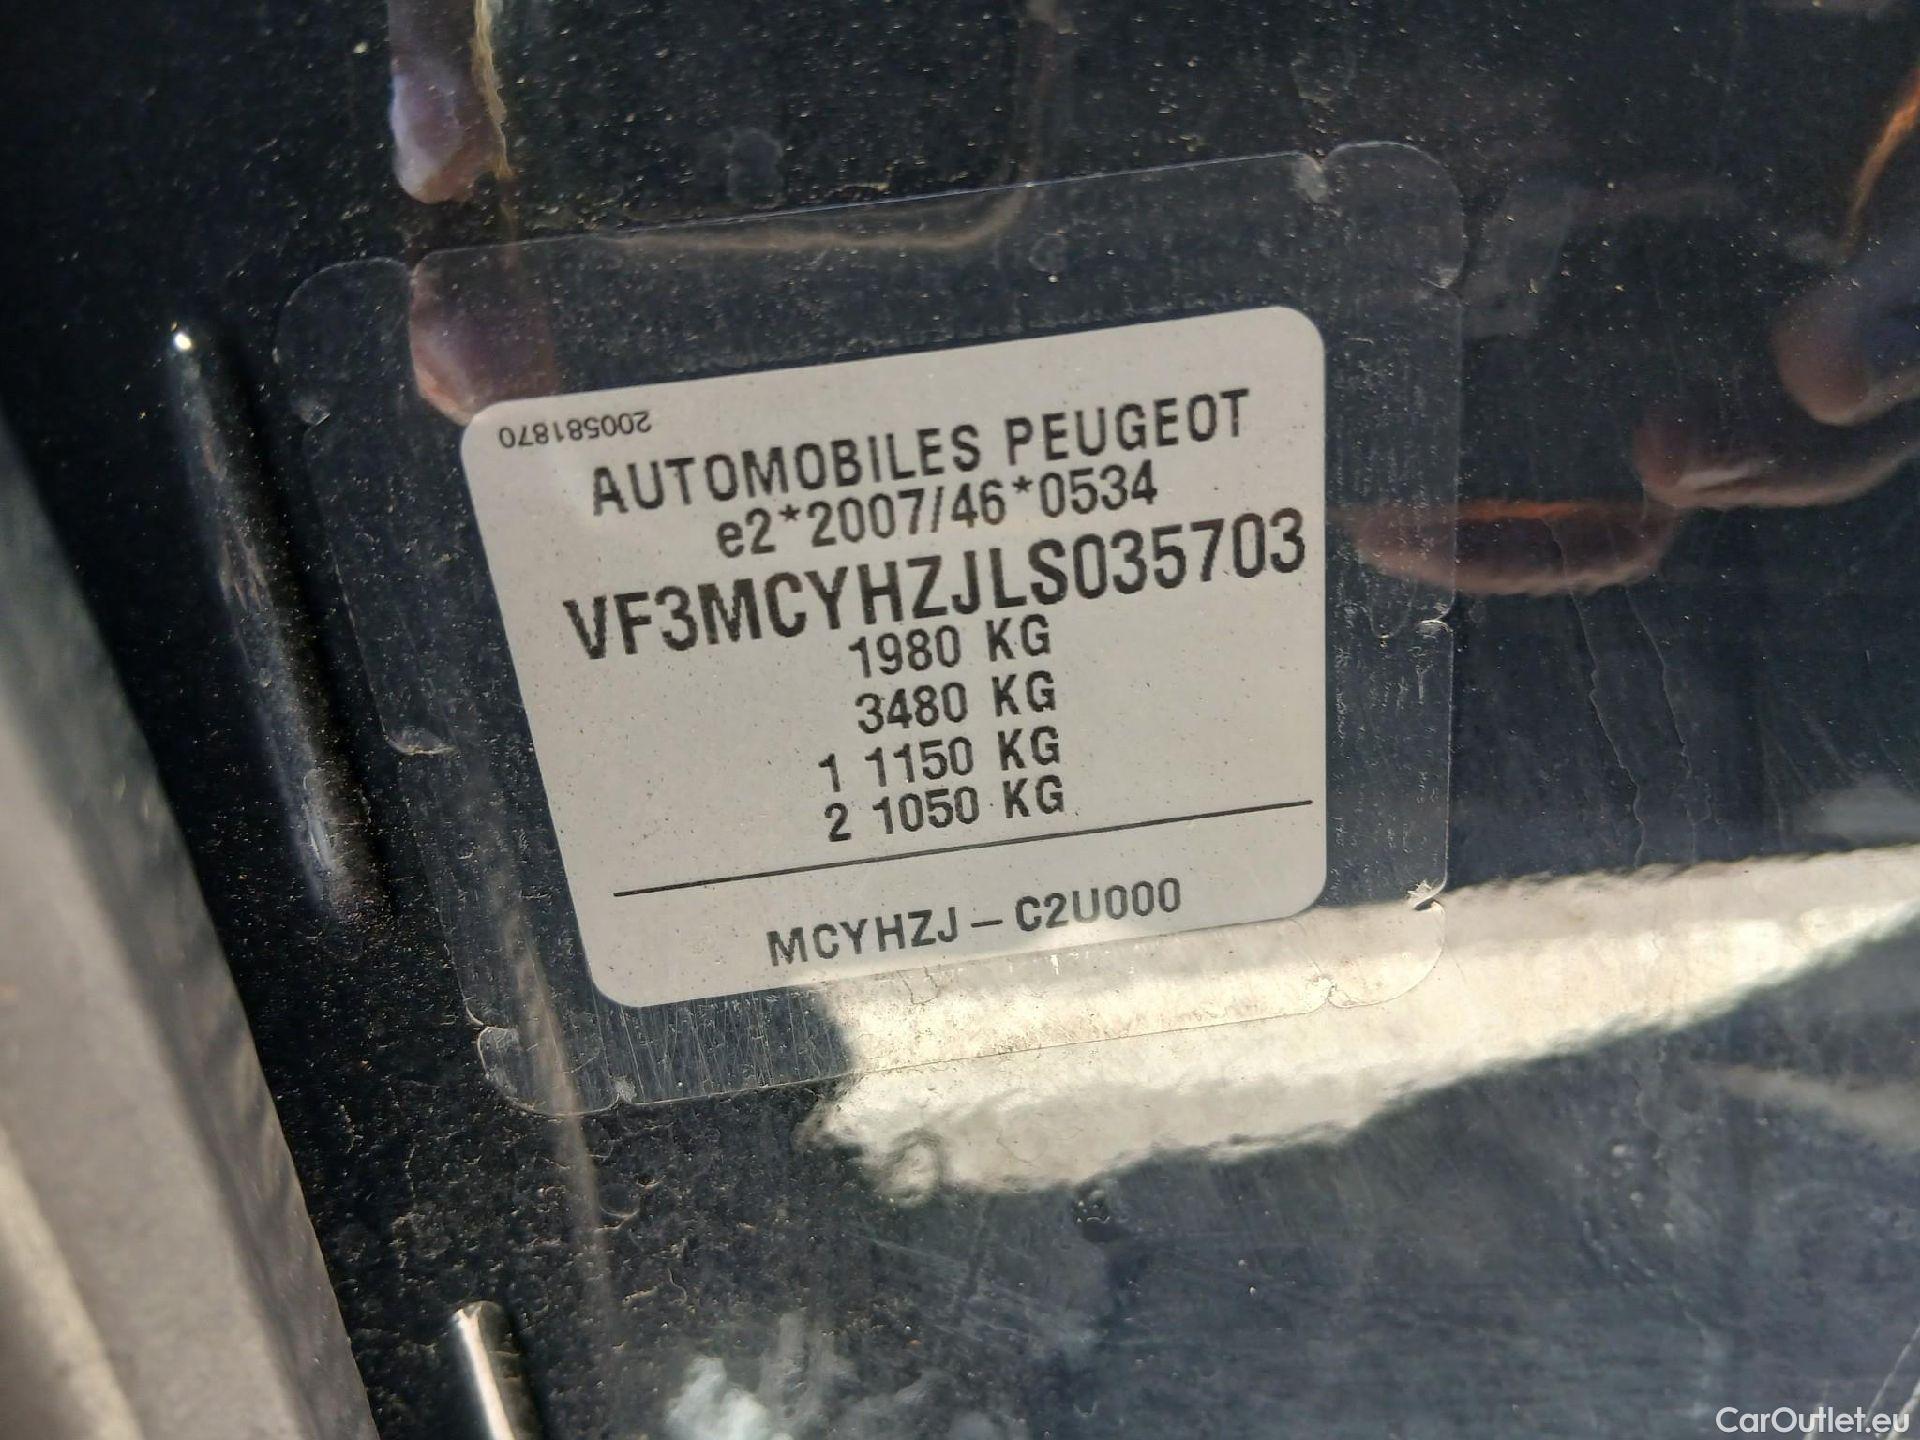 200581870
AUTOMOBILES PEUGEOT
e2*2007/46*0534
VF3MCYHZJLS035703
1980 KG
3480 KG
1 1150 KG
2 1050 KG
MCYHZJ – C2U000
CarOutlet.eu